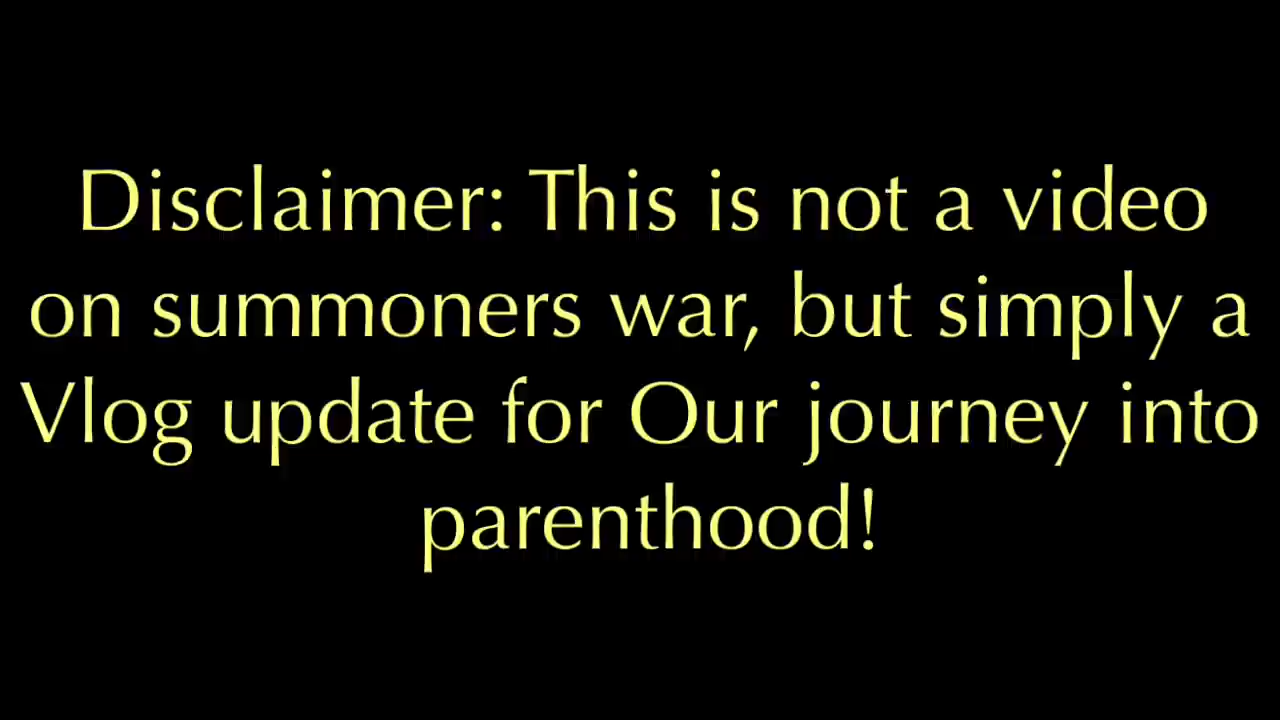 Disclaimer: This is not a video
on summoners war, but simply a
Vlog update for Our journey into
parenthood!